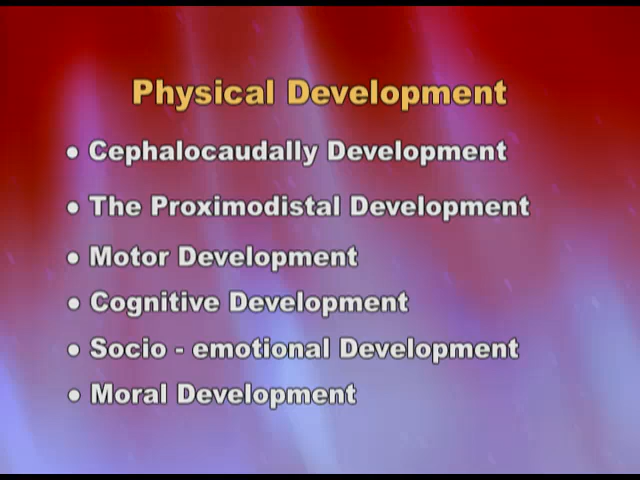 Physical Development
• Cephalocaudally Development
• The Proximodistal Development
• Motor Development
• Cognitive Development
• Socio - emotional Development
• Moral Development